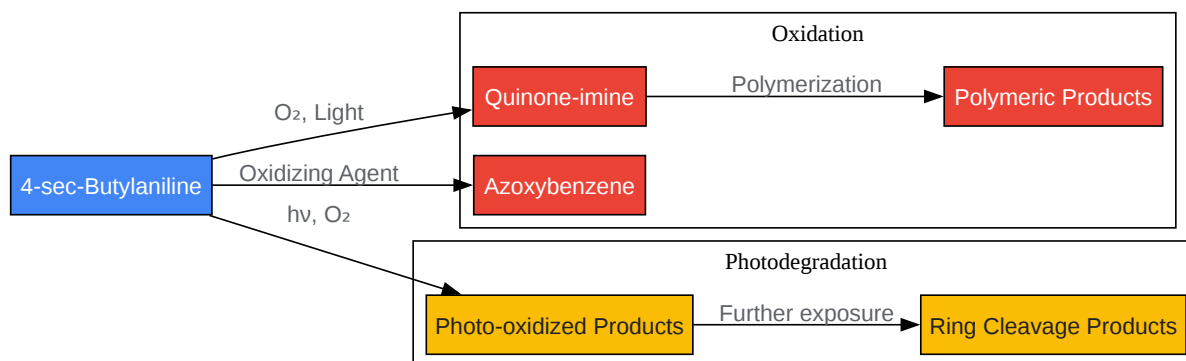 Oxidation
Quinone-imine
Polymerization
Polymeric Products
O₂, Light
4-sec-Butylaniline
Oxidizing Agent
Azoxybenzene
hν, O₂
Photodegradation
Photo-oxidized Products
Further exposure
Ring Cleavage Products